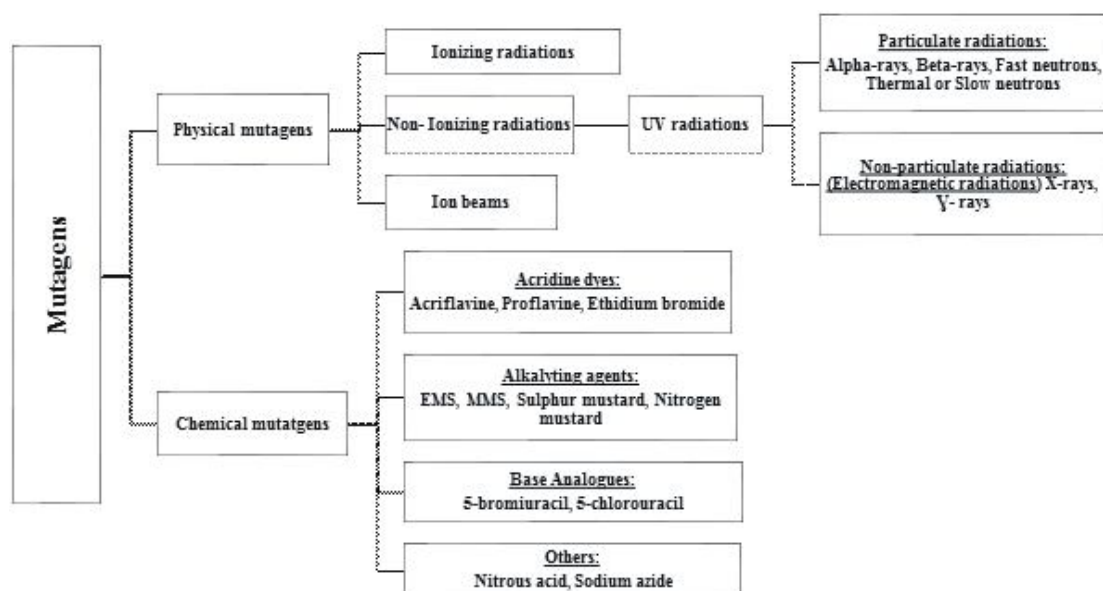 Mutagens
Physical mutagens
Ionizing radiations
Non- Ionizing radiations
UV radiations
Particulate radiations:
Alpha-rays, Beta-rays, Fast neutrons,
Thermal or Slow neutrons
Non-particulate radiations:
(Electromagnetic radiations) X-rays,
Ɣ- rays
Ion beams
Chemical mutatgens
Acridine dyes:
Acriflavine, Proflavine, Ethidium bromide
Alkalyting agents:
EMS, MMS, Sulphur mustard, Nitrogen
mustard
Base Analogues:
5-bromiuracil, 5-chlorouracil
Others:
Nitrous acid, Sodium azide